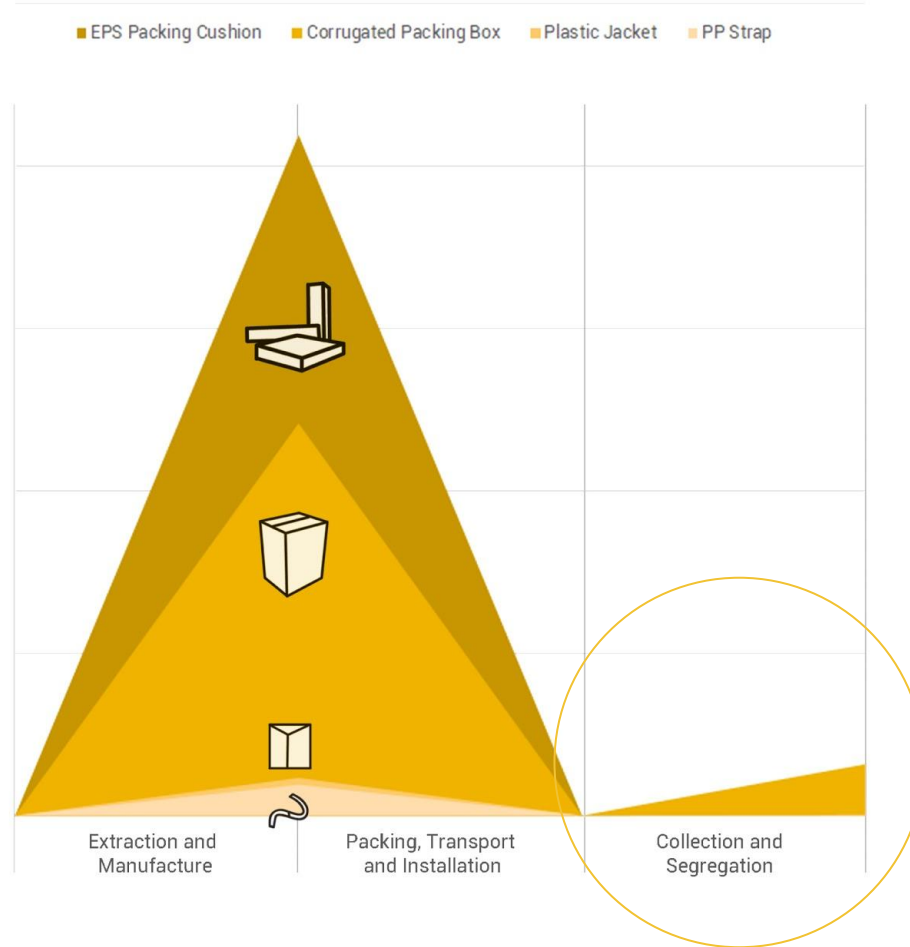 EPS Packing Cushion Corrugated Packing Box Plastic Jacket PP Strap
Extraction and
Manufacture
Packing, Transport
and Installation
Collection and
Segregation